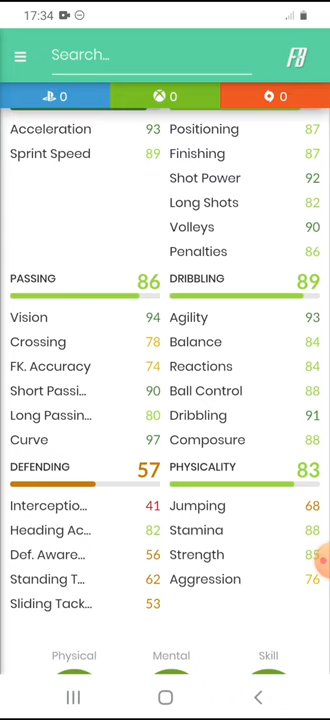 17:34
Search...
F8
0
0
0
Acceleration 93 Positioning 87
Sprint Speed 89 Finishing 87
Shot Power 92
Long Shots 82
Volleys 90
Penalties 86
PASSING 86 DRIBBLING 89
Vision 94 Agility 93
Crossing 78 Balance 84
FK. Accuracy 74 Reactions 84
Short Passi... 90 Ball Control 88
Long Passin... 80 Dribbling 91
Curve 97 Composure 88
DEFENDING 57 PHYSICALITY 83
Interceptio... 41 Jumping 68
Heading Ac... 82 Stamina 88
Def. Aware... 56 Strength 85
Standing T... 62 Aggression 76
Sliding Tack... 53
Physical Mental Skill